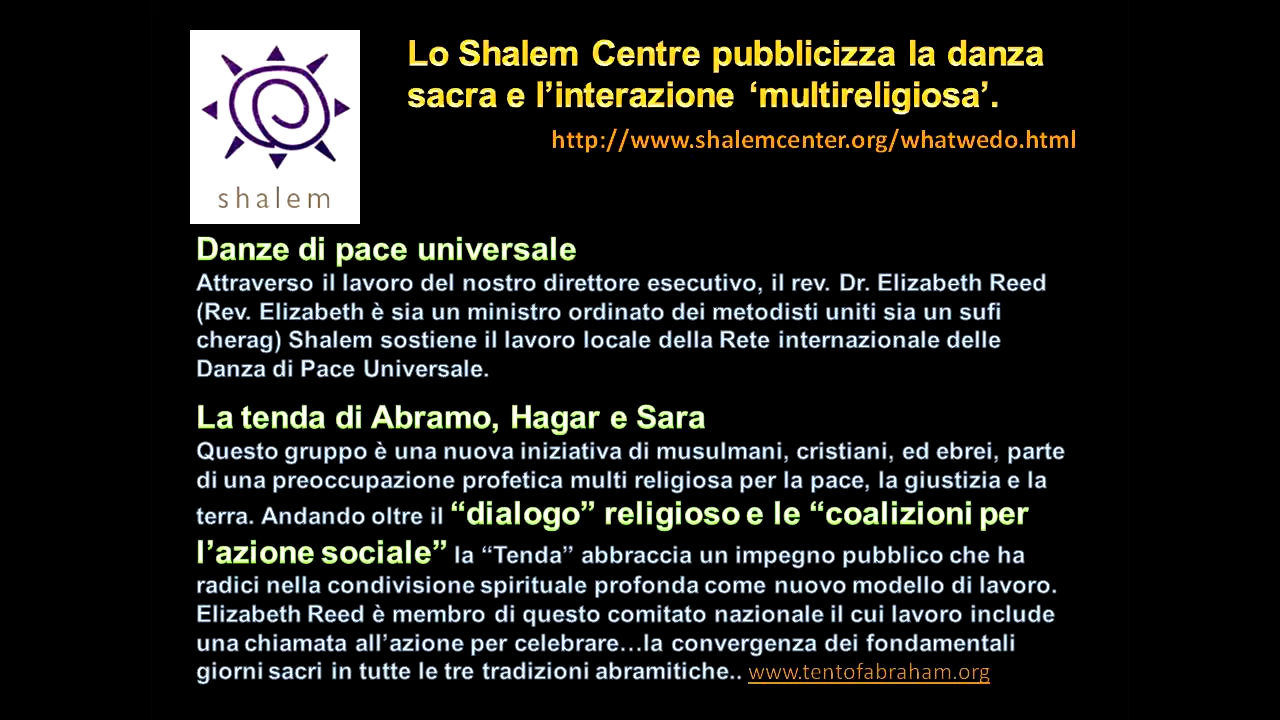 Lo Shalem Centre pubblicizza la danza
sacra e l’interazione ‘multireligiosa’.
http://www.shalemcenter.org/whatwedo.html
shalem
Danze di pace universale
Attraverso il lavoro del nostro direttore esecutivo, il rev. Dr. Elizabeth Reed
(Rev. Elizabeth è sia un ministro ordinato dei metodisti uniti sia un sufi
cherag) Shalem sostiene il lavoro locale della Rete internazionale delle
Danza di Pace Universale.
La tenda di Abramo, Hagar e Sara
Questo gruppo è una nuova iniziativa di musulmani, cristiani, ed ebrei, parte
di una preoccupazione profetica multi religiosa per la pace, la giustizia e la
terra. Andando oltre il “dialogo” religioso e le “coalizioni per
l’azione sociale” la “Tenda” abbraccia un impegno pubblico che ha
radici nella condivisione spirituale profonda come nuovo modello di lavoro.
Elizabeth Reed è membro di questo comitato nazionale il cui lavoro include
una chiamata all’azione per celebrare…la convergenza dei fondamentali
giorni sacri in tutte le tre tradizioni abramitiche.. www.tentofabraham.org